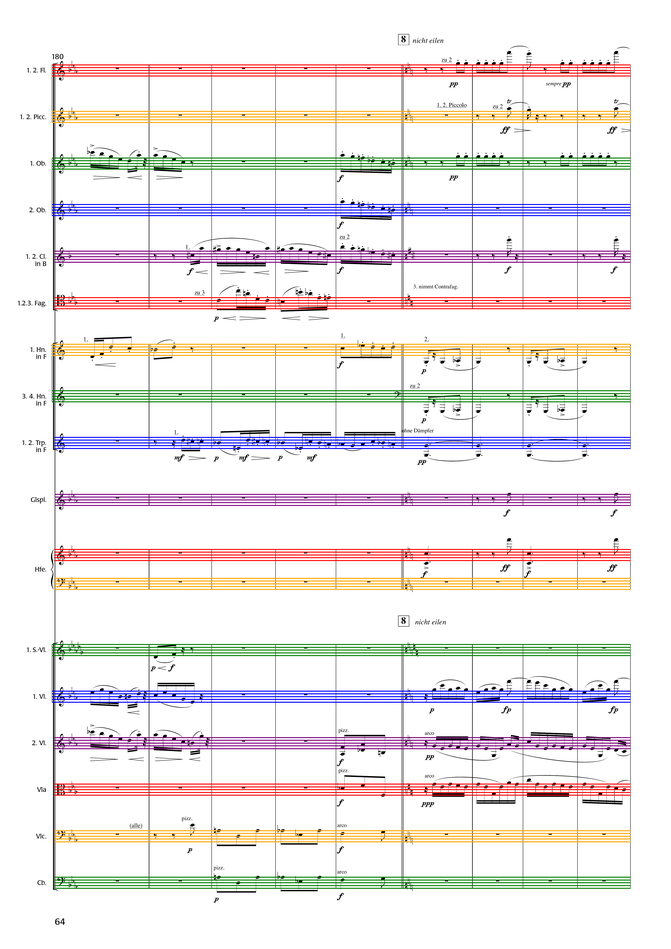 8 nicht eilen
180
1. 2. Fl.
zu 2
pp
sempre pp
1. 2. Picc.
1. 2. Piccolo
zu 2
tr
tr
ff
ff
1. Ob.
f
pp
2. Ob.
f
1. 2. Cl.
in B
1.
f
zu 2
f
f
f
1.2.3. Fag.
zu 3
p
3. nimmt Contrafag.
1. Hn.
in F
1.
1.
f
2.
p
3. 4. Hn.
in F
zu 2
p
1. 2. Trp.
in F
1.
mf p mf p mf
ohne Dämpfer
pp
Glspl.
f
f
Hfe.
f
ff
f
ff
8 nicht eilen
1. S.-Vl.
p f
1. Vl.
p
fp
fp
2. Vl.
pizz.
f
arco
pp
Vla
pizz.
f
arco
ppp
Vlc.
(alle)
pizz.
p
arco
f
Cb.
pizz.
p
arco
f
64